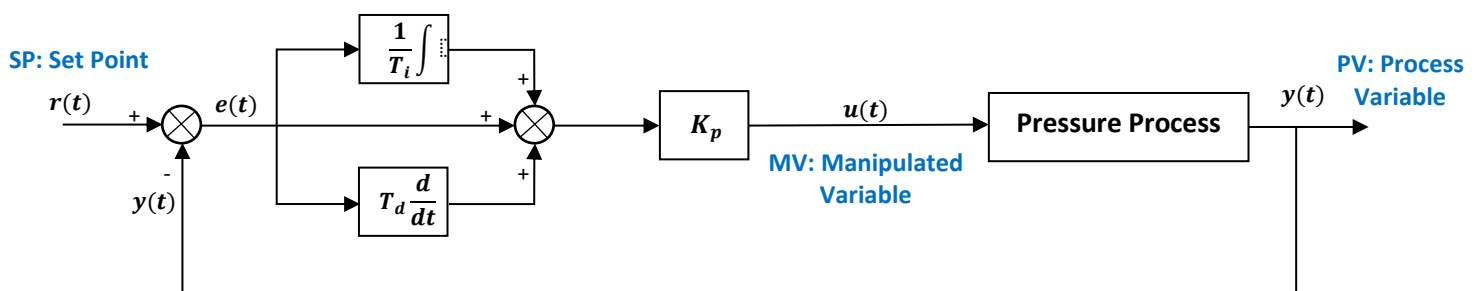 SP: Set Point
r(t)
+
e(t)
-
y(t)
1
T_i ∫
+
+
+
T_d d
dt
K_p
u(t)
MV: Manipulated
Variable
Pressure Process
y(t)
PV: Process
Variable